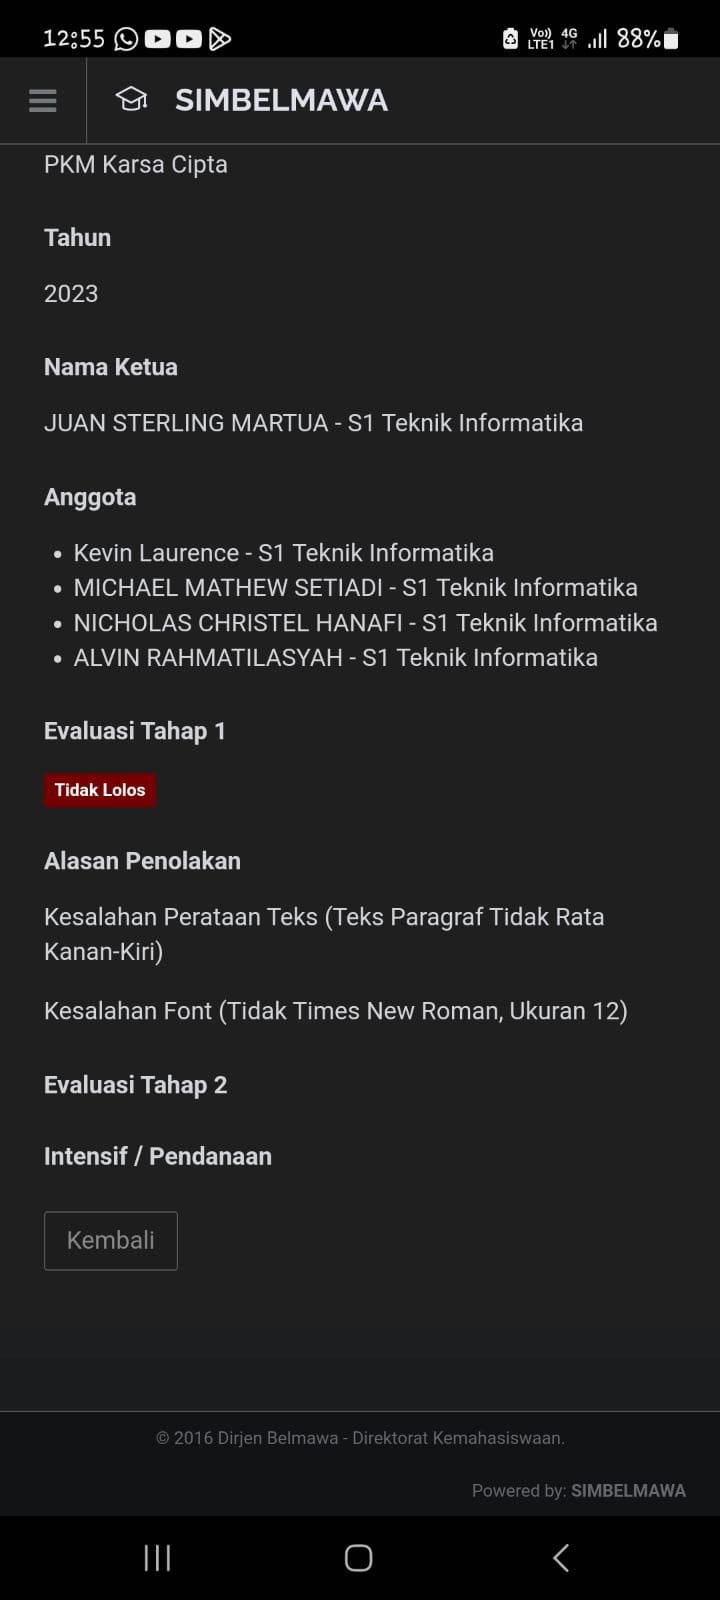 12:55
Vo)) LTE1 4G 88%
SIMBELMAWA
PKM Karsa Cipta
Tahun
2023
Nama Ketua
JUAN STERLING MARTUA - S1 Teknik Informatika
Anggota
• Kevin Laurence - S1 Teknik Informatika
• MICHAEL MATHEW SETIADI - S1 Teknik Informatika
• NICHOLAS CHRISTEL HANAFI - S1 Teknik Informatika
• ALVIN RAHMATILASYAH - S1 Teknik Informatika
Evaluasi Tahap 1
Tidak Lolos
Alasan Penolakan
Kesalahan Perataan Teks (Teks Paragraf Tidak Rata
Kanan-Kiri)
Kesalahan Font (Tidak Times New Roman, Ukuran 12)
Evaluasi Tahap 2
Intensif / Pendanaan
Kembali
© 2016 Dirjen Belmawa - Direktorat Kemahasiswaan.
Powered by: SIMBELMAWA